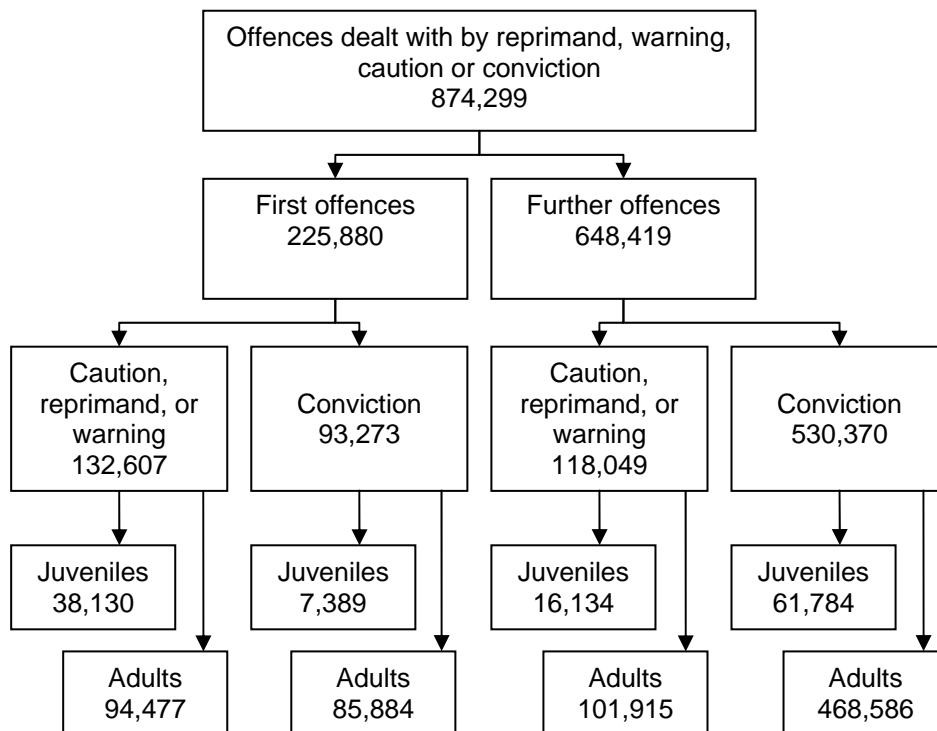 Offences dealt with by reprimand, warning,
caution or conviction
874,299
First offences
225,880
Further offences
648,419
Caution,
reprimand, or
warning
132,607
Conviction
93,273
Caution,
reprimand, or
warning
118,049
Conviction
530,370
Juveniles
38,130
Juveniles
7,389
Juveniles
16,134
Juveniles
61,784
Adults
94,477
Adults
85,884
Adults
101,915
Adults
468,586